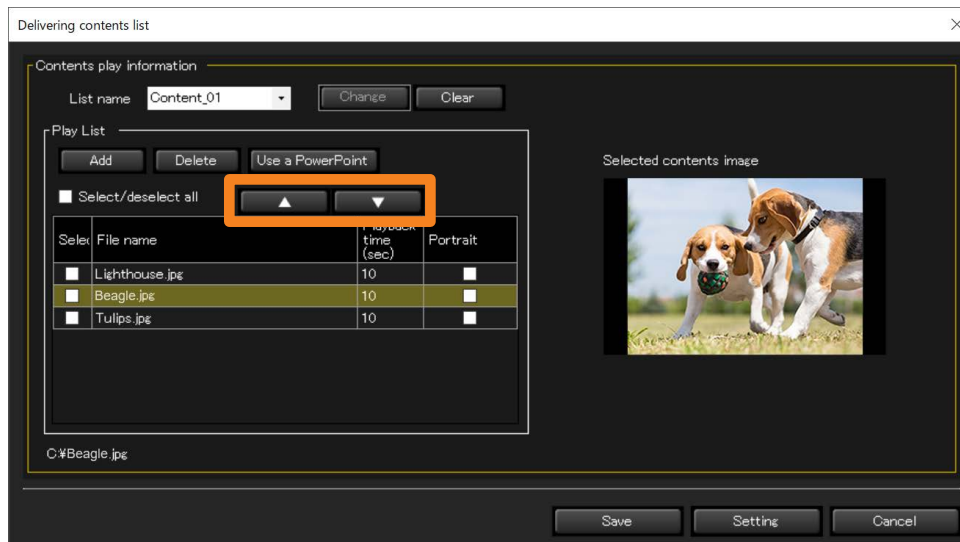 Delivering contents list
Contents play information
List name Content_01 Change Clear
Play List
Add Delete Use a PowerPoint
Selected contents image
Select/deselect all ▲ ▼
Selec File name Playback time (sec) Portrait
Lighthouse.jpg 10
Beagle.jpg 10
Tulips.jpg 10
C:¥Beagle.jpg
Save Setting Cancel